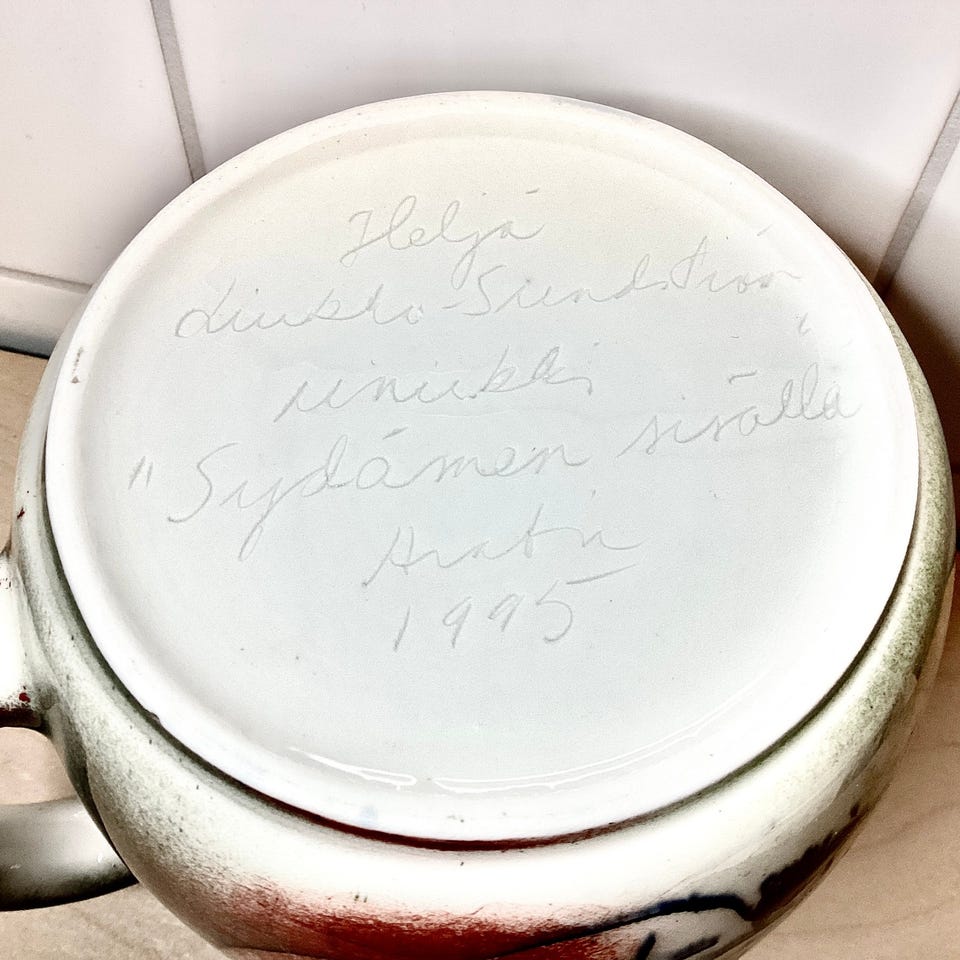 Heljä
Liukko-Sundström
uniikki
"Sydämen sisällä"
Arabia
1995